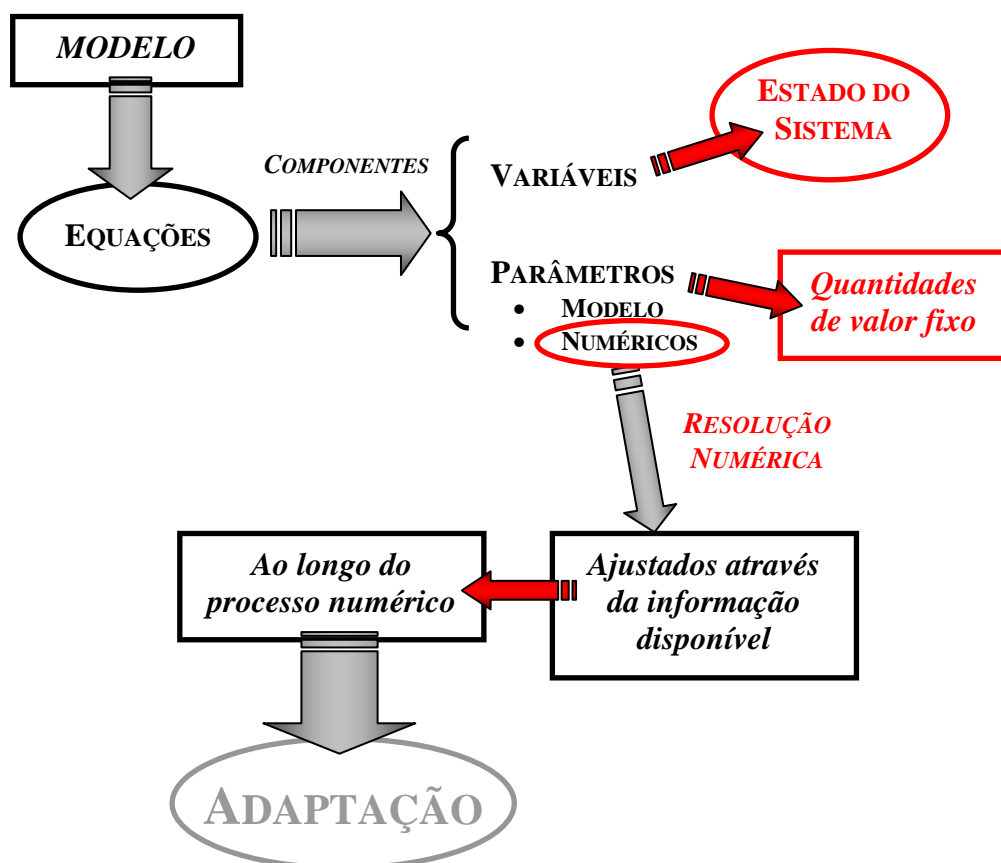 MODELO
ESTADO DO
SISTEMA
COMPONENTES
VARIÁVEIS
EQUAÇÕES
PARÂMETROS
• MODELO
• NUMÉRICOS
Quantidades
de valor fixo
RESOLUÇÃO
NUMÉRICA
Ajustados através
da informação
disponível
Ao longo do
processo numérico
ADAPTAÇÃO